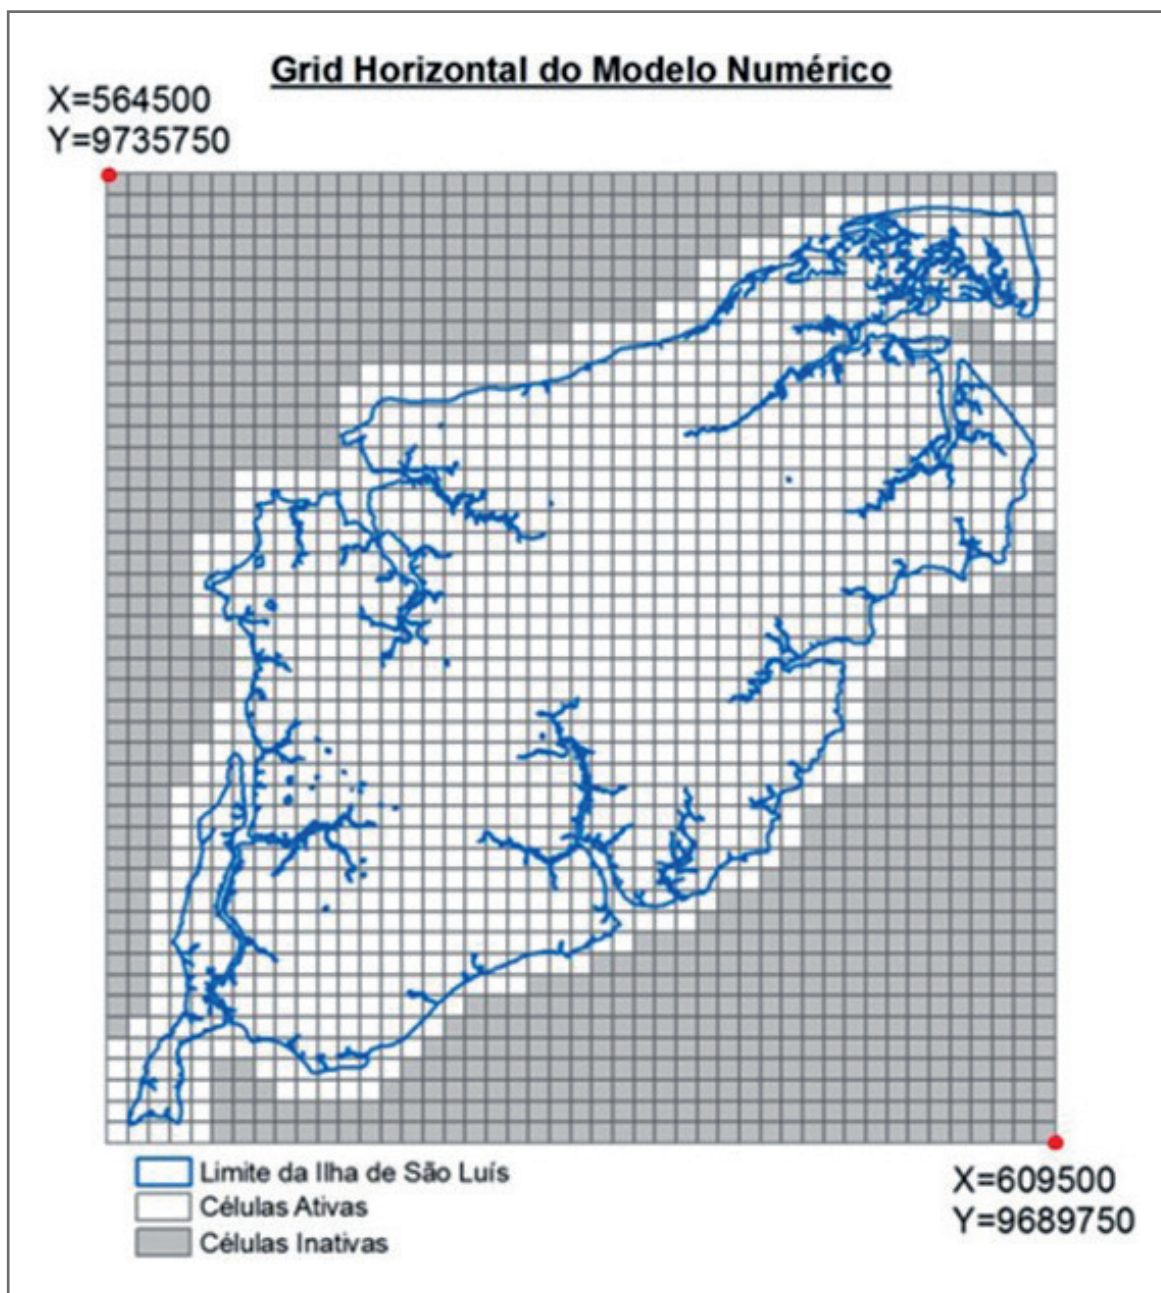 Grid Horizontal do Modelo Numérico
X=564500
Y=9735750
Limite da Ilha de São Luís
Células Ativas
Células Inativas
X=609500
Y=9689750